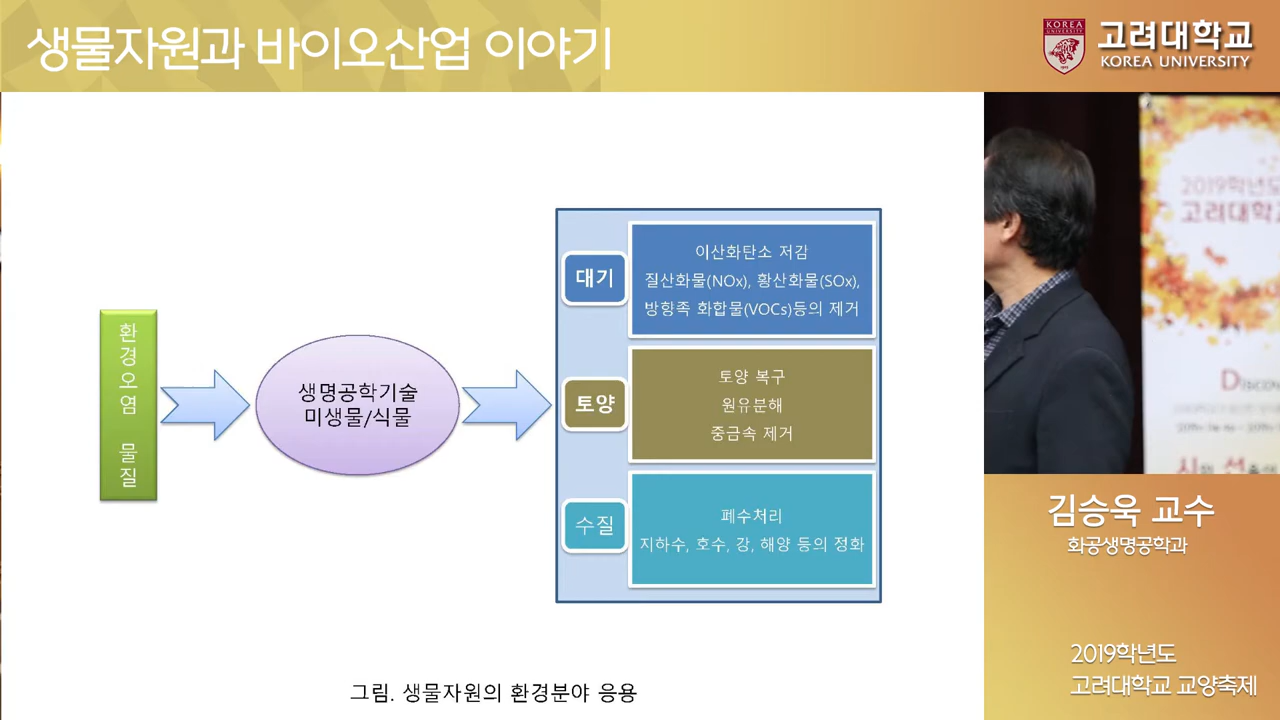 생물자원과 바이오산업 이야기
KOREA
UNIVERSITY
고려대학교
KOREA UNIVERSITY
환경오염 물질
생명공학기술
미생물/식물
대기
이산화탄소 저감
질산화물(NOx), 황산화물(SOx),
방향족 화합물(VOCs)등의 제거
토양
토양 복구
원유분해
중금속 제거
수질
폐수처리
지하수, 호수, 강, 해양 등의 정화
그림. 생물자원의 환경분야 응용
2019학년도
고려대학
김승욱 교수
화공생명공학과
2019학년도
고려대학교 교양축제